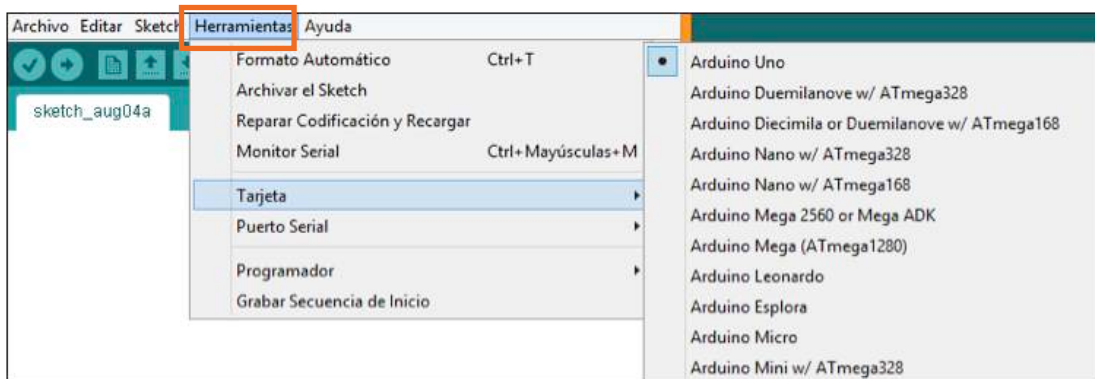 Archivo Editar Sketch Herramientas Ayuda
sketch_aug04a
Formato Automático Ctrl+T
Archivar el Sketch
Reparar Codificación y Recargar
Monitor Serial Ctrl+Mayúsculas+M
Tarjeta
Puerto Serial
Programador
Grabar Secuencia de Inicio
Arduino Uno
Arduino Duemilanove w/ ATmega328
Arduino Diecimila or Duemilanove w/ ATmega168
Arduino Nano w/ ATmega328
Arduino Nano w/ ATmega168
Arduino Mega 2560 or Mega ADK
Arduino Mega (ATmega1280)
Arduino Leonardo
Arduino Esplora
Arduino Micro
Arduino Mini w/ ATmega328